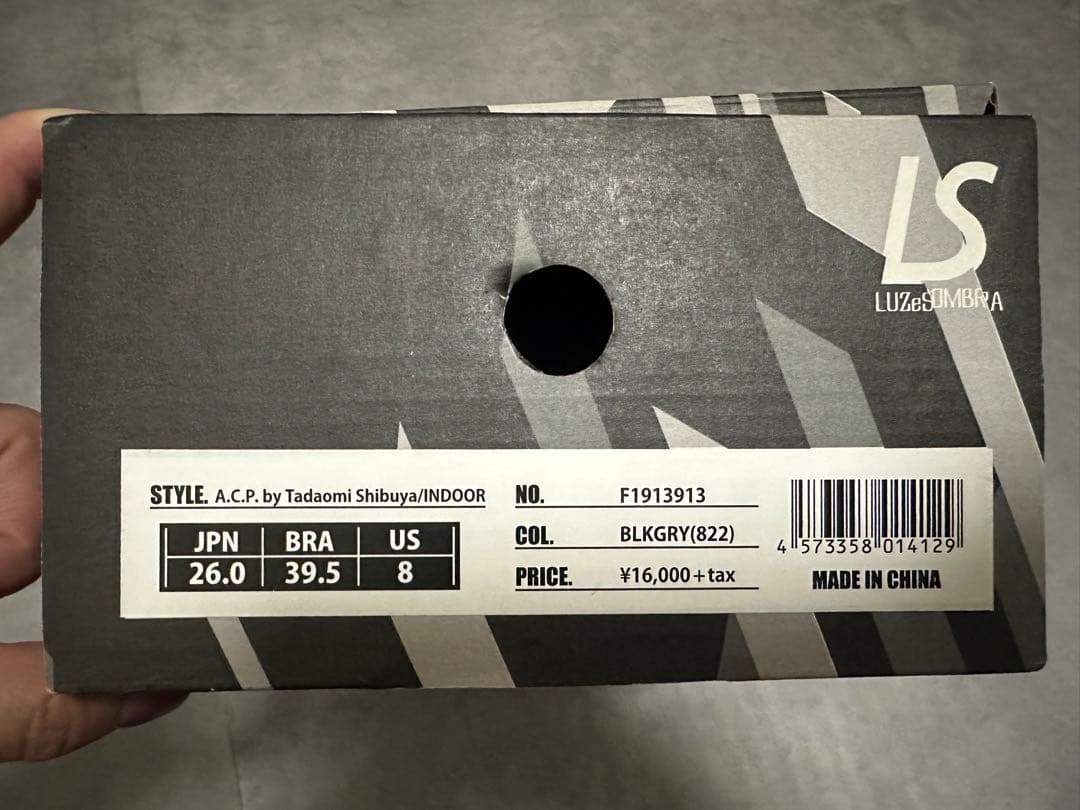 LS
LUZeSOMBRA
STYLE. A.C.P. by Tadaomi Shibuya/INDOOR
JPN BRA US
26.0 39.5 8
NO. F1913913
COL. BLKGRY(822)
PRICE. ¥16,000+tax
4 573358 014129
MADE IN CHINA